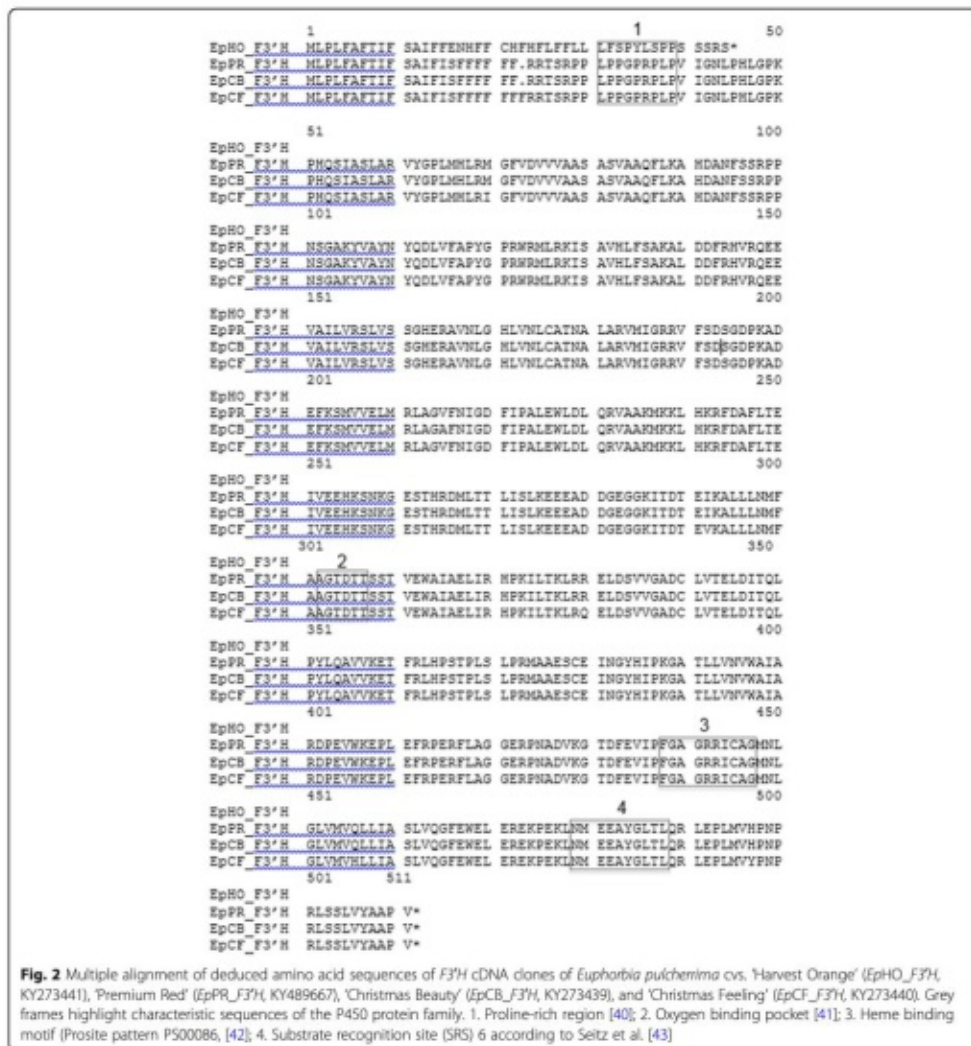 1 1 50
EpHO_F3'H MLPLFAFTIF SAIFFENHFF CHFHFLFFLL LFSPYLSPPS SSRS*
EpPR_F3'H MLPLFAFTIF SAIFISFFFF FF.RRTSRPP LPPGPRPLPV IGNLPHLGPK
EpCB_F3'H MLPLFAFTIF SAIFISFFFF FF.RRTSRPP LPPGPRPLPV IGNLPHLGPK
EpCF_F3'H MLPLFAFTIF SAIFISFFFF FFFRRTSRPP LPPGPRPLPV IGNLPHLGPK
51 100
EpHO_F3'H
EpPR_F3'H PHQSIASLAR VYGPLMHLRM GFVDVVVAAS ASVAAQFLKA HDANFSSRPP
EpCB_F3'H PHQSIASLAR VYGPLMHLRM GFVDVVVAAS ASVAAQFLKA HDANFSSRPP
EpCF_F3'H PHQSIASLAR VYGPLMHLRI GFVDVVVAAS ASVAAQFLKA HDANFSSRPP
101 150
EpHO_F3'H
EpPR_F3'H NSGAKYVAYN YQDLVFAPYG PRWRMLRKIS AVHLFSAKAL DDFRHVRQEE
EpCB_F3'H NSGAKYVAYN YQDLVFAPYG PRWRMLRKIS AVHLFSAKAL DDFRHVRQEE
EpCF_F3'H NSGAKYVAYN YQDLVFAPYG PRWRMLRKIS AVHLFSAKAL DDFRHVRQEE
151 200
EpHO_F3'H
EpPR_F3'H VAILVRSLVS SGHERAVNLG HLVNLCATNA LARVMIGRRV FSDSGDPKAD
EpCB_F3'H VAILVRSLVS SGHERAVNLG HLVNLCATNA LARVMIGRRV FSDSGDPKAD
EpCF_F3'H VAILVRSLVS SGHERAVNLG HLVNLCATNA LARVMIGRRV FSDSGDPKAD
201 250
EpHO_F3'H
EpPR_F3'H EFKSMVVELM RLAGVFNIGD FIPALEWLDL QRVAAKMKKL HKRFDAFLTE
EpCB_F3'H EFKSMVVELM RLAGAFNIGD FIPALEWLDL QRVAAKMKKL HKRFDAFLTE
EpCF_F3'H EFKSMVVELM RLAGVFNIGD FIPALEWLDL QRVAAKMKKL HKRFDAFLTE
251 300
EpHO_F3'H
EpPR_F3'H IVEEHKSNKG ESTHRDMLTT LISLKEEEAD DGEGGKITDT EIKALLLNMF
EpCB_F3'H IVEEHKSNKG ESTHRDMLTT LISLKEEEAD DGEGGKITDT EIKALLLNMF
EpCF_F3'H IVEEHKSNKG ESTHRDMLTT LISLKEEEAD DGEGGKITDT EVKALLLNMF
301 350
EpHO_F3'H 2
EpPR_F3'H AAGTDTTSST VEWAIAELIR HPKILTKLRR ELDSVVGADC LVTELDITQL
EpCB_F3'H AAGTDTTSST VEWAIAELIR HPKILTKLRR ELDSVVGADC LVTELDITQL
EpCF_F3'H AAGTDTTSST VEWAIAELIR HPKILTKLRQ ELDSVVGADC LVTELDITQL
351 400
EpHO_F3'H
EpPR_F3'H PYLQAVVKET FRLHPSTPLS LPRMAAESCE INGYHIPKGA TLLVNVWAIA
EpCB_F3'H PYLQAVVKET FRLHPSTPLS LPRMAAESCE INGYHIPKGA TLLVNVWAIA
EpCF_F3'H PYLQAVVKET FRLHPSTPLS LPRMAAESCE INGYHIPKGA TLLVNVWAIA
401 450
EpHO_F3'H 3
EpPR_F3'H RDPEVWKEPL EFRPERFLAG GERPNADVKG TDFEVIPFGA GRRICAGMNL
EpCB_F3'H RDPEVWKEPL EFRPERFLAG GERPNADVKG TDFEVIPFGA GRRICAGMNL
EpCF_F3'H RDPEVWKEPL EFRPERFLAG GERPNADVKG TDFEVIPFGA GRRICAGMNL
451 500
EpHO_F3'H 4
EpPR_F3'H GLVMVQLLIA SLVQGFEWEL EREKPEKLNM EEAYGLTLQR LEPLMVHPNP
EpCB_F3'H GLVMVQLLIA SLVQGFEWEL EREKPEKLNM EEAYGLTLQR LEPLMVHPNP
EpCF_F3'H GLVMVHLLIA SLVQGFEWEL EREKPEKLNM EEAYGLTLQR LEPLMVYPNP
501 511
EpHO_F3'H
EpPR_F3'H RLSSLVYAAP V*
EpCB_F3'H RLSSLVYAAP V*
EpCF_F3'H RLSSLVYAAP V*
Fig. 2 Multiple alignment of deduced amino acid sequences of F3'H cDNA clones of Euphorbia pulcherrima cvs. 'Harvest Orange' (EpHO_F3'H,
KY273441), 'Premium Red' (EpPR_F3'H, KY489667), 'Christmas Beauty' (EpCB_F3'H, KY273439), and 'Christmas Feeling' (EpCF_F3'H, KY273440). Grey
frames highlight characteristic sequences of the P450 protein family. 1. Proline-rich region [40]; 2. Oxygen binding pocket [41]; 3. Heme binding
motif (Prosite pattern PS00086, [42]; 4. Substrate recognition site (SRS) 6 according to Seitz et al. [43]